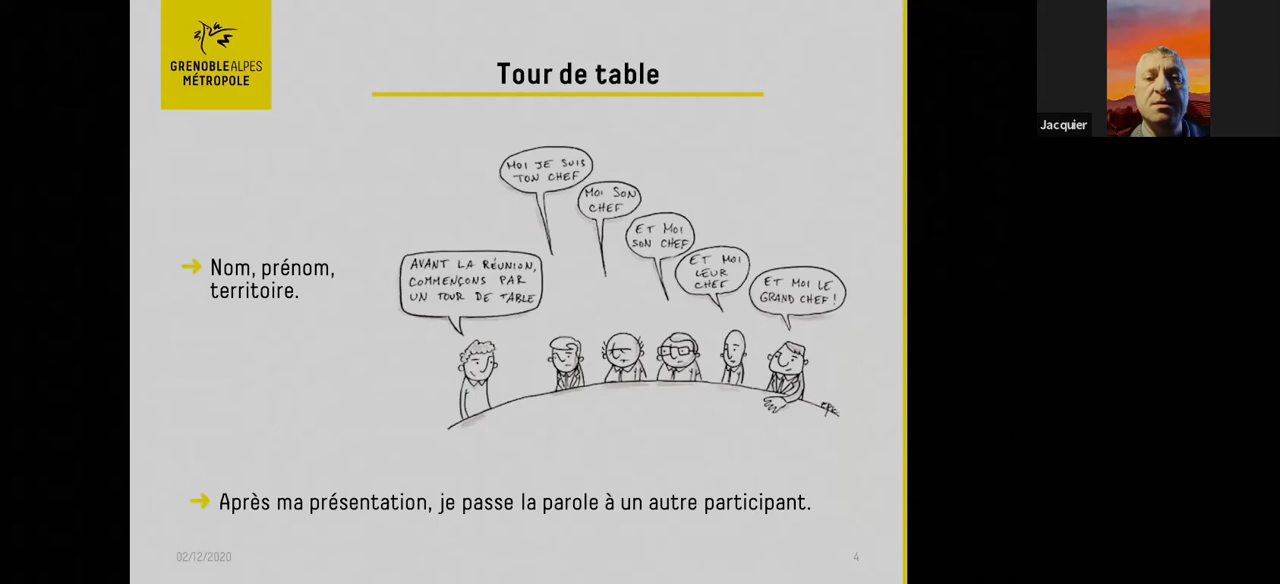 GRENOBLEALPES
MÉTROPOLE
Tour de table
MOI JE SUIS
TON CHEF
MOI SON
CHEF
ET MOI
SON CHEF
ET MOI
LEUR
CHEF
ET MOI LE
GRAND CHEF !
AVANT LA RÉUNION,
COMMENÇONS PAR
UN TOUR DE TABLE
➔ Nom, prénom,
territoire.
➔ Après ma présentation, je passe la parole à un autre participant.
02/12/2020
4
Jacquier